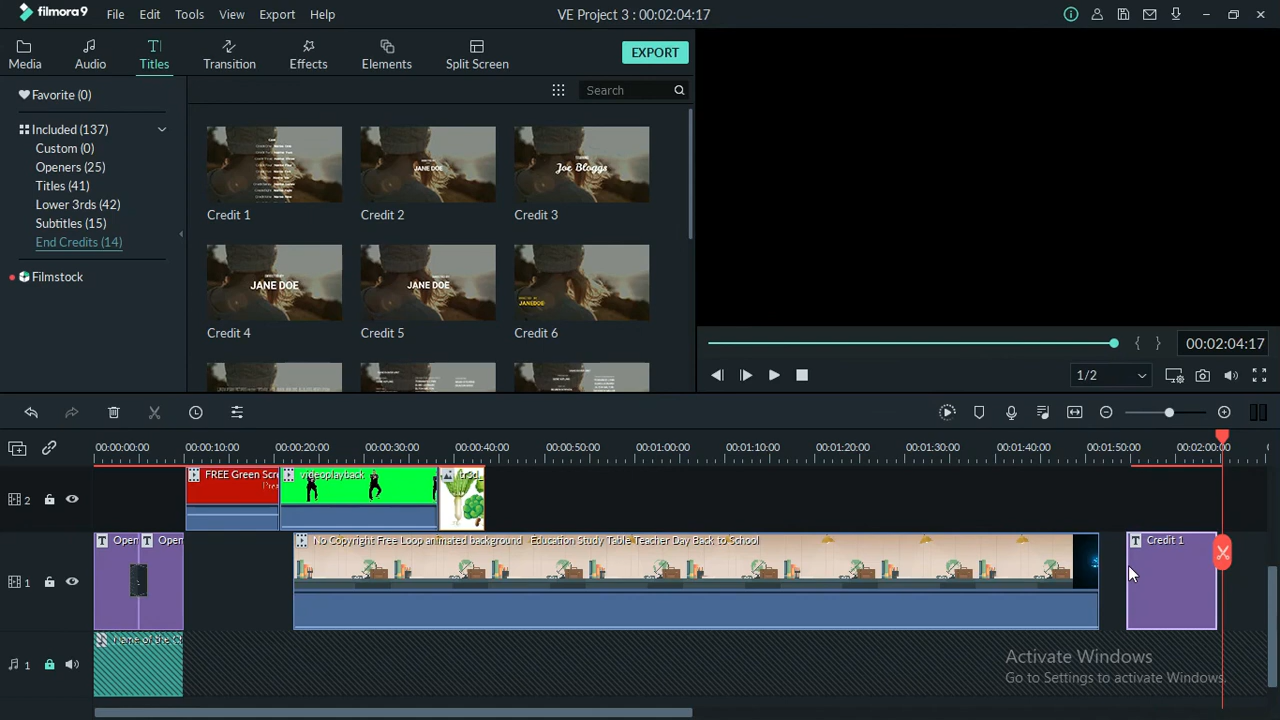 filmora9 File Edit Tools View Export Help VE Project 3 : 00:02:04:17
Media Audio Titles Transition Effects Elements Split Screen EXPORT
Favorite (0)
Search
Included (137)
Custom (0)
Openers (25)
Titles (41)
Lower 3rds (42)
Subtitles (15)
End Credits (14)
Filmstock
JANE DOE
Joe Bloggs
Credit 1 Credit 2 Credit 3
JANE DOE
JANE DOE
JANEDOE
Credit 4 Credit 5 Credit 6
00:02:04:17
1/2
00:00:00:00 00:00:10:00 00:00:20:00 00:00:30:00 00:00:40:00 00:00:50:00 00:01:00:00 00:01:10:00 00:01:20:00 00:01:30:00 00:01:40:00 00:01:50:00 00:02:00:00
2 FREE Green Scre videoplayback
1 Open Open No Copyright Free Loop animated background Education Study Table Teacher Day Back to School Credit 1
1 Name of the C
Activate Windows
Go to Settings to activate Windows.